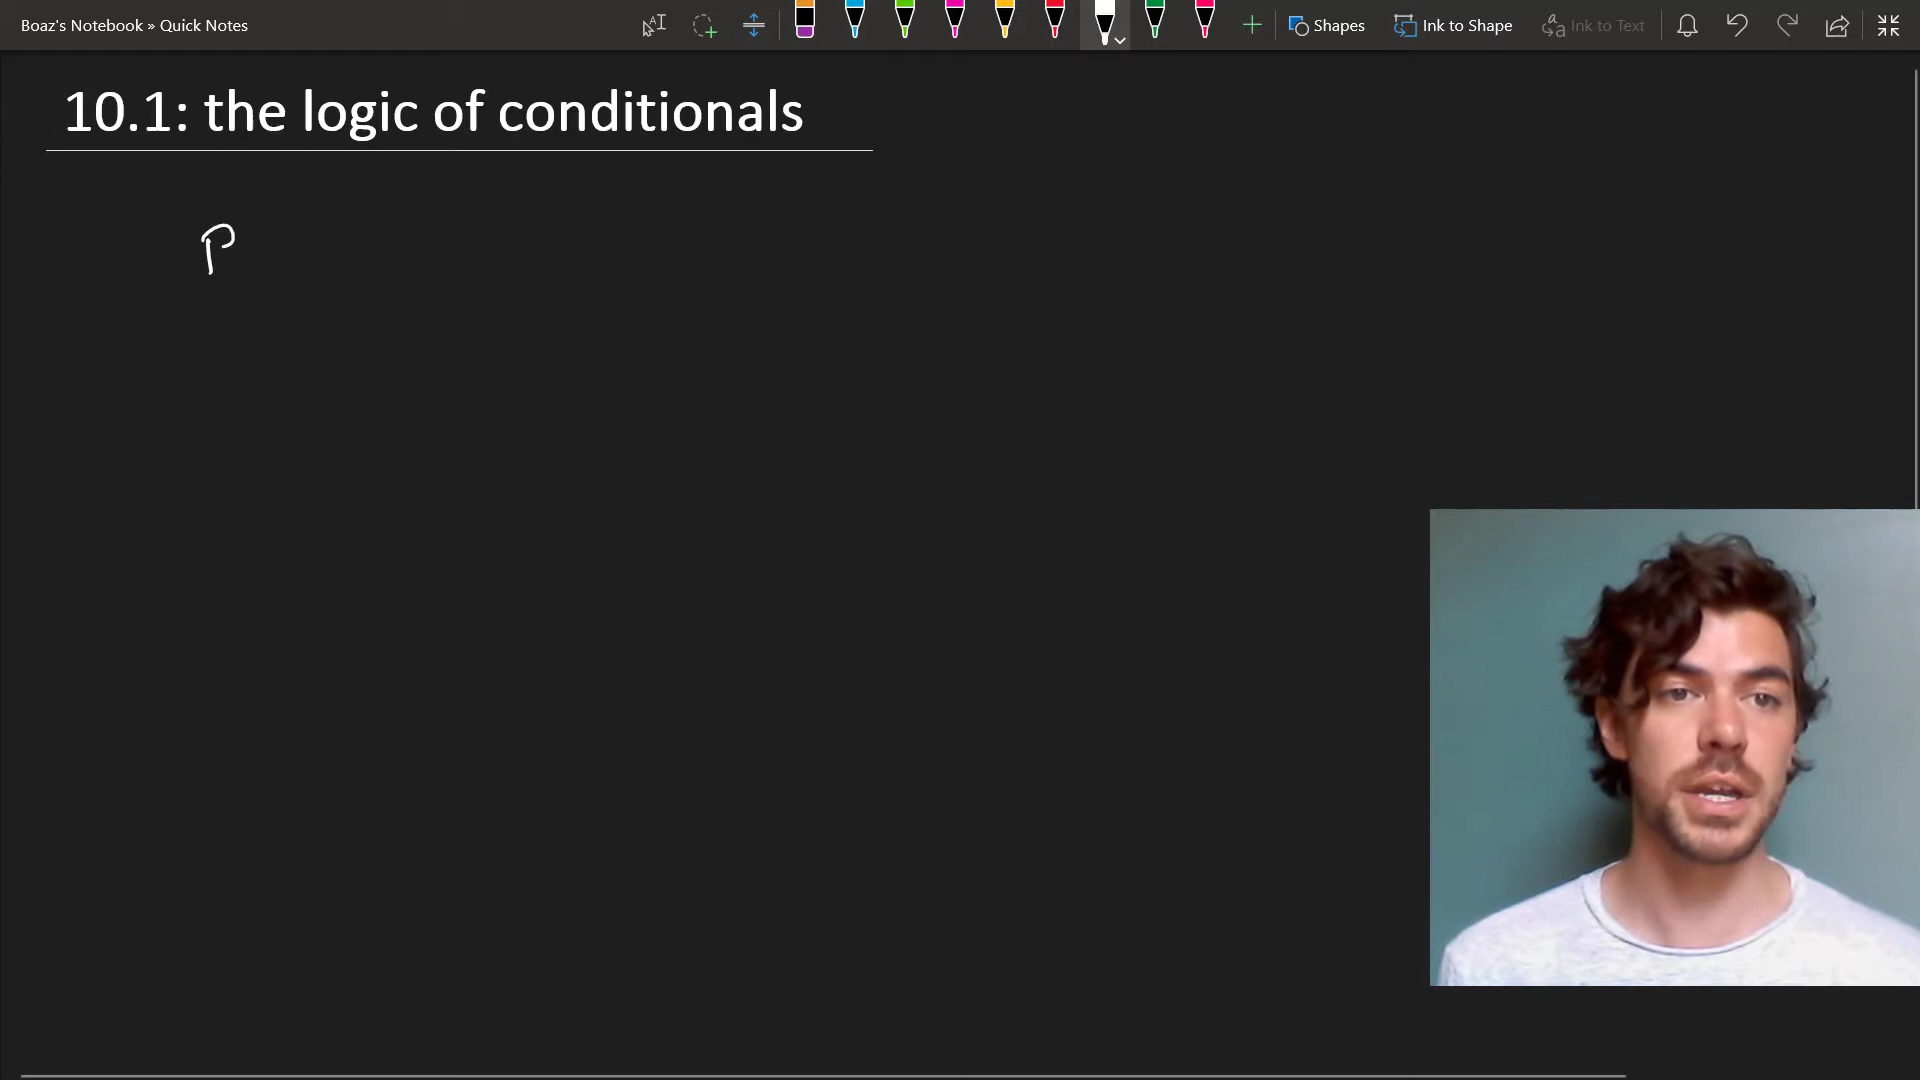 Boaz's Notebook » Quick Notes
Shapes
Ink to Shape
Ink to Text
10.1: the logic of conditionals
P